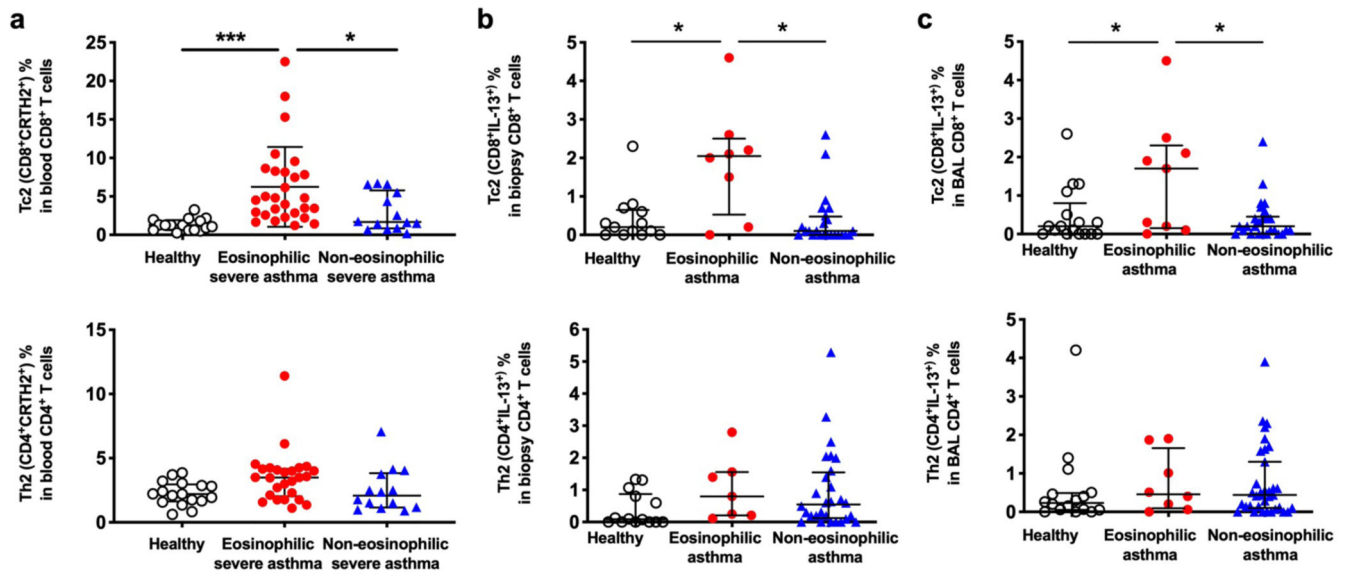 a
*** *
Tc2 (CD8⁺CRTH2⁺) %
in blood CD8⁺ T cells
25
20
15
10
5
0
Healthy
Eosinophilic
severe asthma
Non-eosinophilic
severe asthma
Th2 (CD4⁺CRTH2⁺) %
in blood CD4⁺ T cells
15
10
5
0
Healthy
Eosinophilic
severe asthma
Non-eosinophilic
severe asthma
b
* *
Tc2 (CD8⁺IL-13⁺) %
in biopsy CD8⁺ T cells
5
4
3
2
1
0
Healthy
Eosinophilic
asthma
Non-eosinophilic
asthma
Th2 (CD4⁺IL-13⁺) %
in biopsy CD4⁺ T cells
6
5
4
3
2
1
0
Healthy
Eosinophilic
asthma
Non-eosinophilic
asthma
c
* *
Tc2 (CD8⁺IL-13⁺) %
in BAL CD8⁺ T cells
5
4
3
2
1
0
Healthy
Eosinophilic
asthma
Non-eosinophilic
asthma
Th2 (CD4⁺IL-13⁺) %
in BAL CD4⁺ T cells
5
4
3
2
1
0
Healthy
Eosinophilic
asthma
Non-eosinophilic
asthma